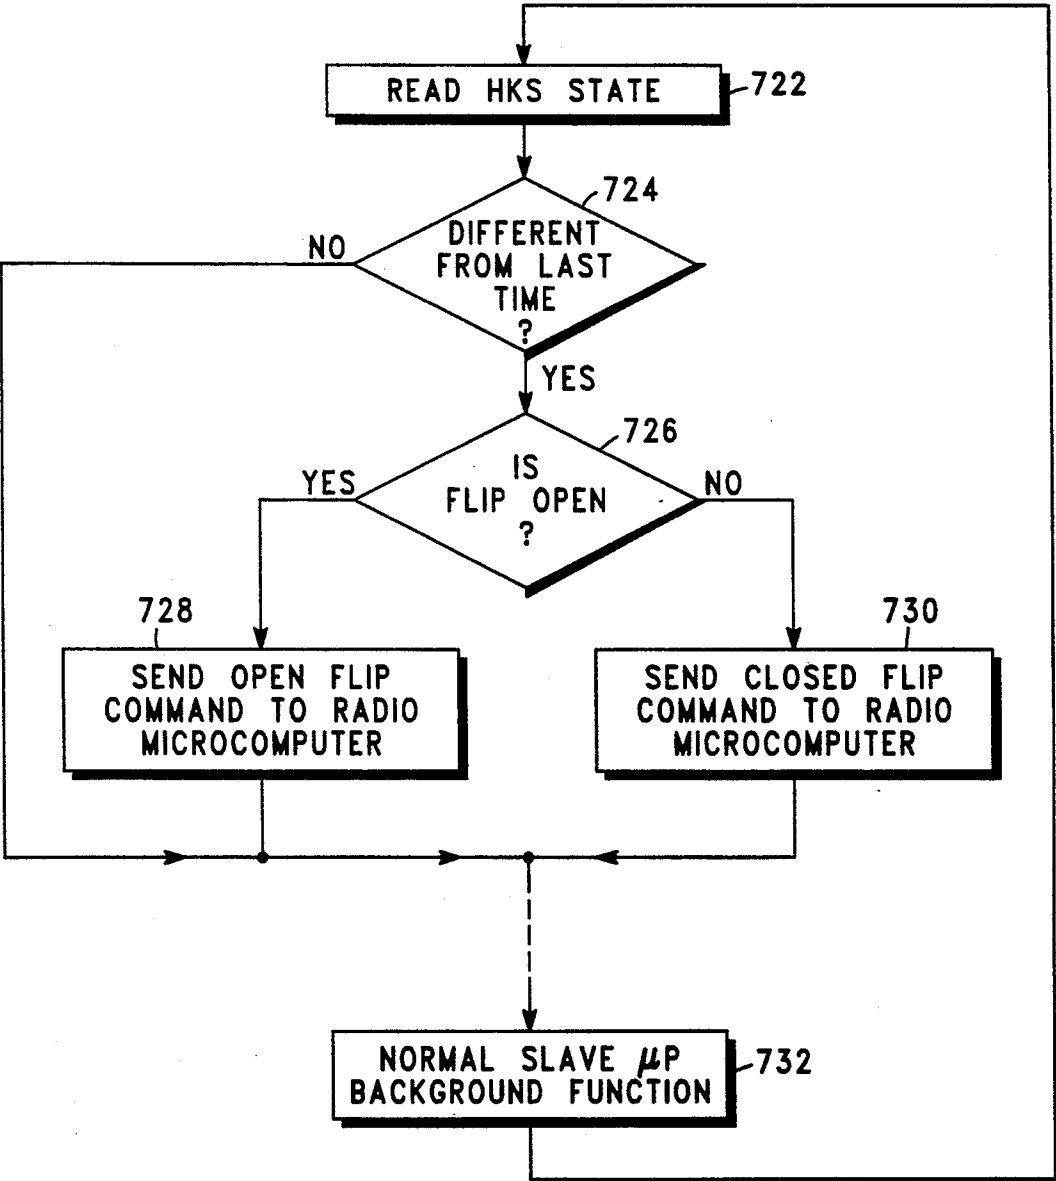 READ HKS STATE
722
724
DIFFERENT
FROM LAST
TIME
?
NO
YES
726
IS
FLIP OPEN
?
YES
NO
728
SEND OPEN FLIP
COMMAND TO RADIO
MICROCOMPUTER
730
SEND CLOSED FLIP
COMMAND TO RADIO
MICROCOMPUTER
NORMAL SLAVE μP
BACKGROUND FUNCTION
732